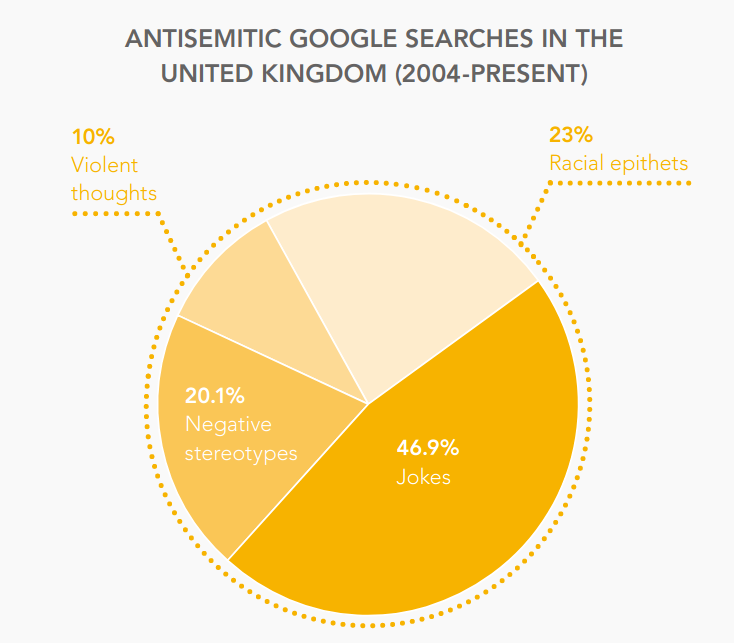 ANTISEMITIC GOOGLE SEARCHES IN THE
UNITED KINGDOM (2004-PRESENT)
10%
Violent
thoughts
23%
Racial epithets
20.1%
Negative
stereotypes
46.9%
Jokes